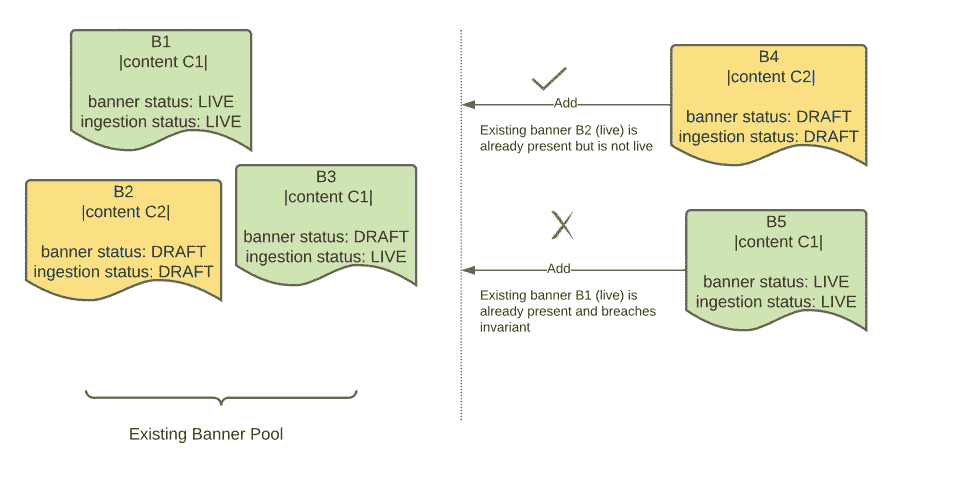 B1
|content C1|
banner status: LIVE
ingestion status: LIVE
B2
|content C2|
banner status: DRAFT
ingestion status: DRAFT
B3
|content C1|
banner status: DRAFT
ingestion status: LIVE
Existing Banner Pool
Add
Existing banner B2 (live) is
already present but is not live
B4
|content C2|
banner status: DRAFT
ingestion status: DRAFT
Add
Existing banner B1 (live) is
already present and breaches
invariant
B5
|content C1|
banner status: LIVE
ingestion status: LIVE